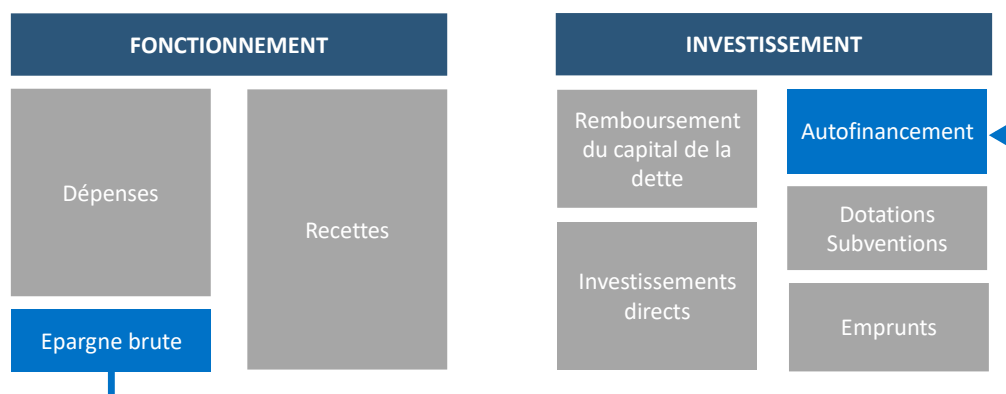 FONCTIONNEMENT
Dépenses
Epargne brute
Recettes
INVESTISSEMENT
Remboursement
du capital de la
dette
Investissements
directs
Autofinancement
Dotations
Subventions
Emprunts